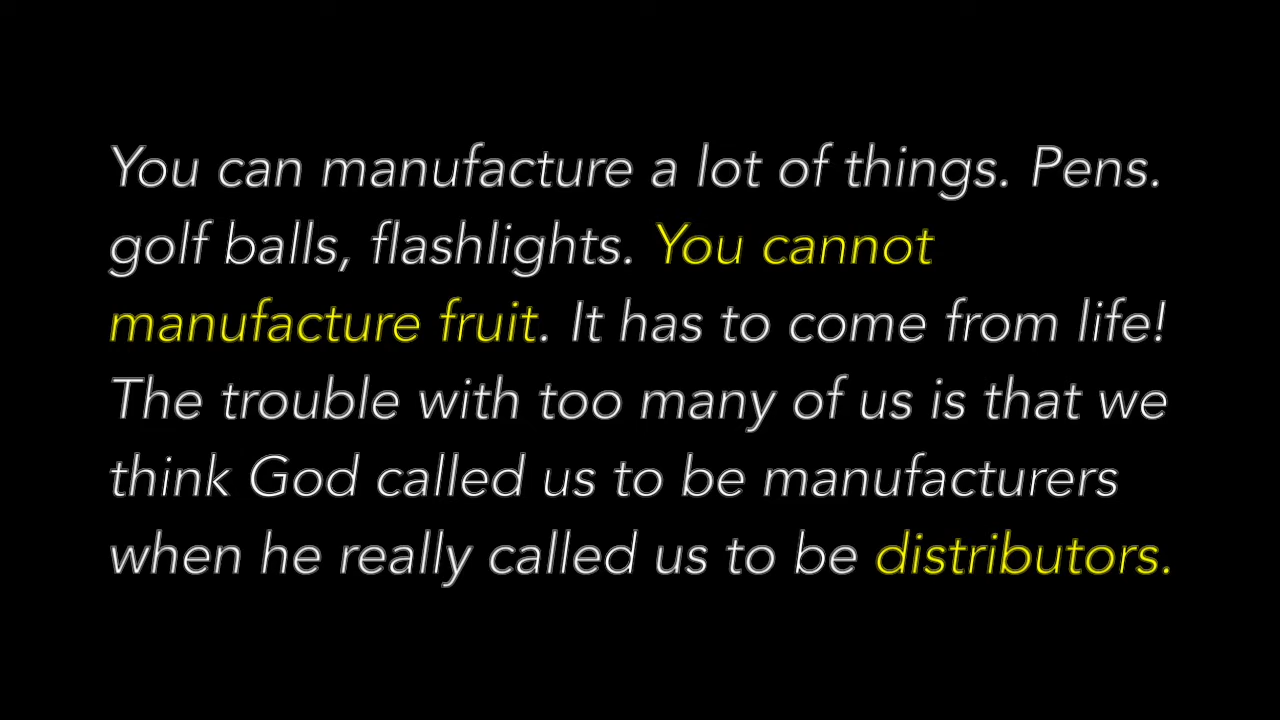 You can manufacture a lot of things. Pens.
golf balls, flashlights. You cannot
manufacture fruit. It has to come from life!
The trouble with too many of us is that we
think God called us to be manufacturers
when he really called us to be distributors.